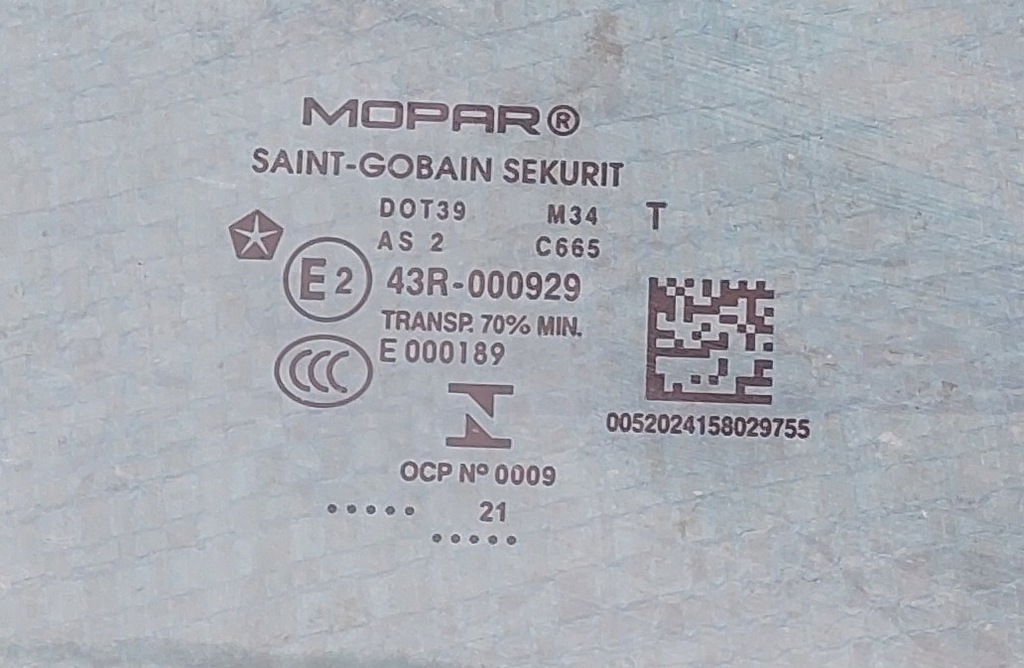 MOPAR®
SAINT-GOBAIN SEKURIT
DOT39 M34 T
AS 2 C665
E2 43R-000929
TRANSP. 70% MIN.
CCC E 000189
0052024158029755
OCP Nº 0009
..... 21
.....